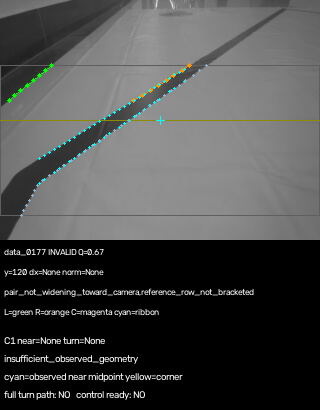 data_0177 INVALID Q=0.67
y=120 dx=None norm=None
pair_not_widening_toward_camera,reference_row_not_bracketed
L=green R=orange C=magenta cyan=ribbon
C1 near=None turn=None
insufficient_observed_geometry
cyan=observed near midpoint yellow=corner
full turn path: NO control ready: NO